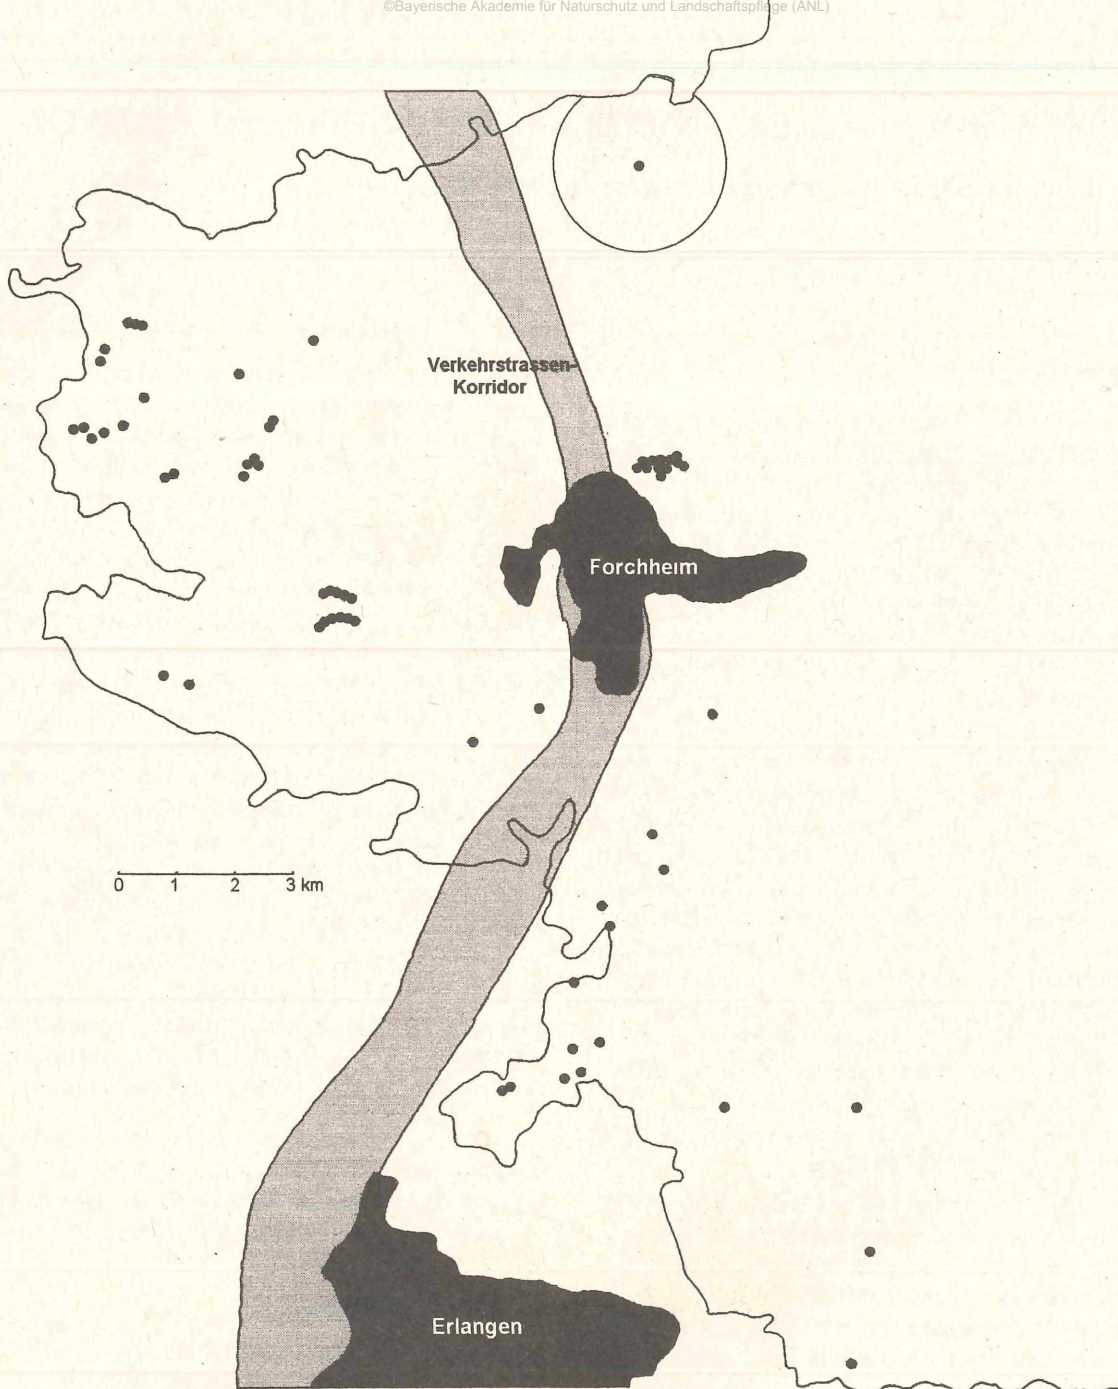 ©Bayerische Akademie für Naturschutz und Landschaftspflege (ANL)
Verkehrstrassen-
Korridor
Forchheim
0 1 2 3 km
Erlangen